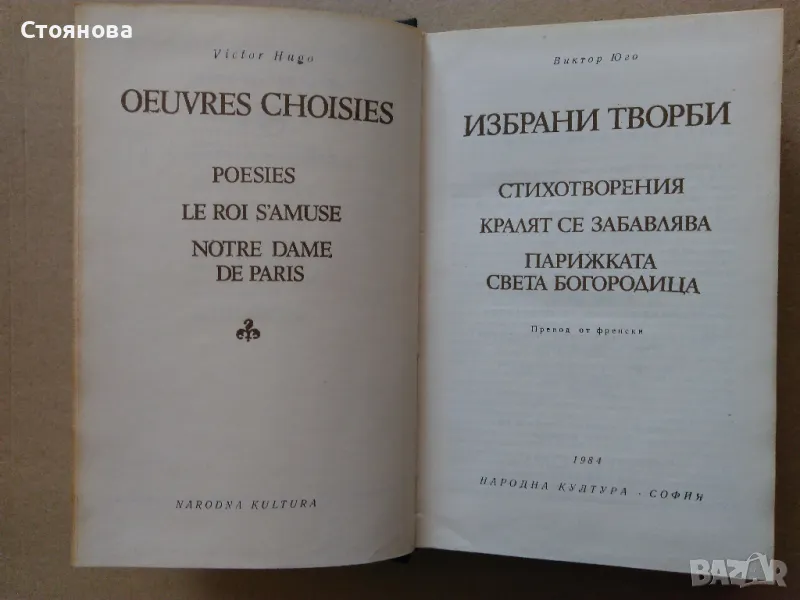 Стоянова
Victor Hugo
OEUVRES CHOISIES
POESIES
LE ROI S'AMUSE
NOTRE DAME
DE PARIS
NARODNA KULTURA
Виктор Юго
ИЗБРАНИ ТВОРБИ
СТИХОТВОРЕНИЯ
КРАЛЯТ СЕ ЗАБАВЛЯВА
ПАРИЖКАТА
СВЕТА БОГОРОДИЦА
Превод от френски
1984
НАРОДНА КУЛТУРА · СОФИЯ
BAZAR